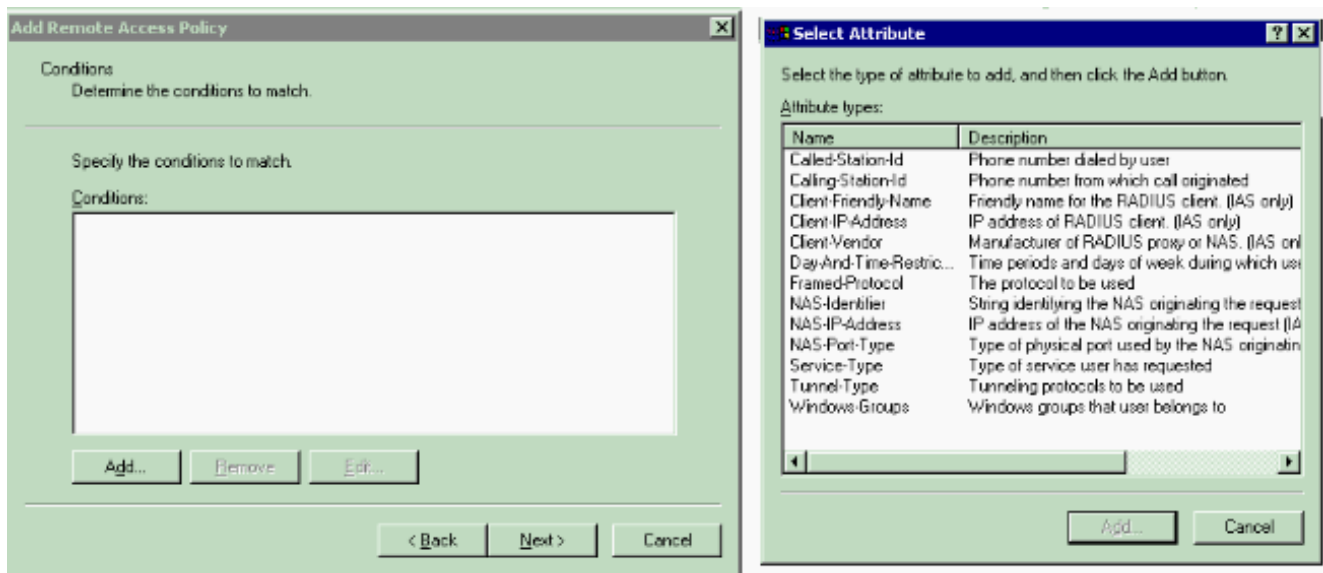 Add Remote Access Policy
Conditions
Determine the conditions to match.
Specify the conditions to match.
Conditions:
Add...
Remove
Edit...
< Back
Next >
Cancel
Select Attribute
Select the type of attribute to add, and then click the Add button.
Attribute types:
Name Description
Called-Station-Id Phone number dialed by user
Calling-Station-Id Phone number from which call originated
Client-Friendly-Name Friendly name for the RADIUS client. (IAS only)
Client-IP-Address IP address of RADIUS client. (IAS only)
Client-Vendor Manufacturer of RADIUS proxy or NAS. (IAS onl
Day-And-Time-Restric... Time periods and days of week during which use
Framed-Protocol The protocol to be used
NAS-Identifier String identifying the NAS originating the request
NAS-IP-Address IP address of the NAS originating the request (IA
NAS-Port-Type Type of physical port used by the NAS originatin
Service-Type Type of service user has requested
Tunnel-Type Tunneling protocols to be used
Windows-Groups Windows groups that user belongs to
Add...
Cancel